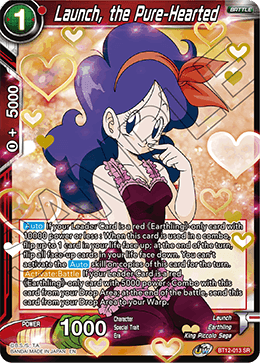 BATTLE
1
Launch, the Pure-Hearted
0 + 5000
Auto If your Leader Card is a red ≪Earthling≫-only card with
10000 power or less: When this card is used in a combo,
flip up to 1 card in your life face up; at the end of the turn,
flip all face-up cards in your life face down. You can't
activate the Auto skill of copies of this card for the turn.
Activate:Battle If your Leader Card is a red
≪Earthling≫-only card with 5000 power: Combo with this
card from your Drop Area; at the end of the battle, send this
card from your Drop Area to your Warp.
POWER
1000
Character Launch
Special Trait Earthling
Era King Piccolo Saga
©B.S./S.,T.A.
BANDAI MADE IN JAPAN EN
BT12-013 SR